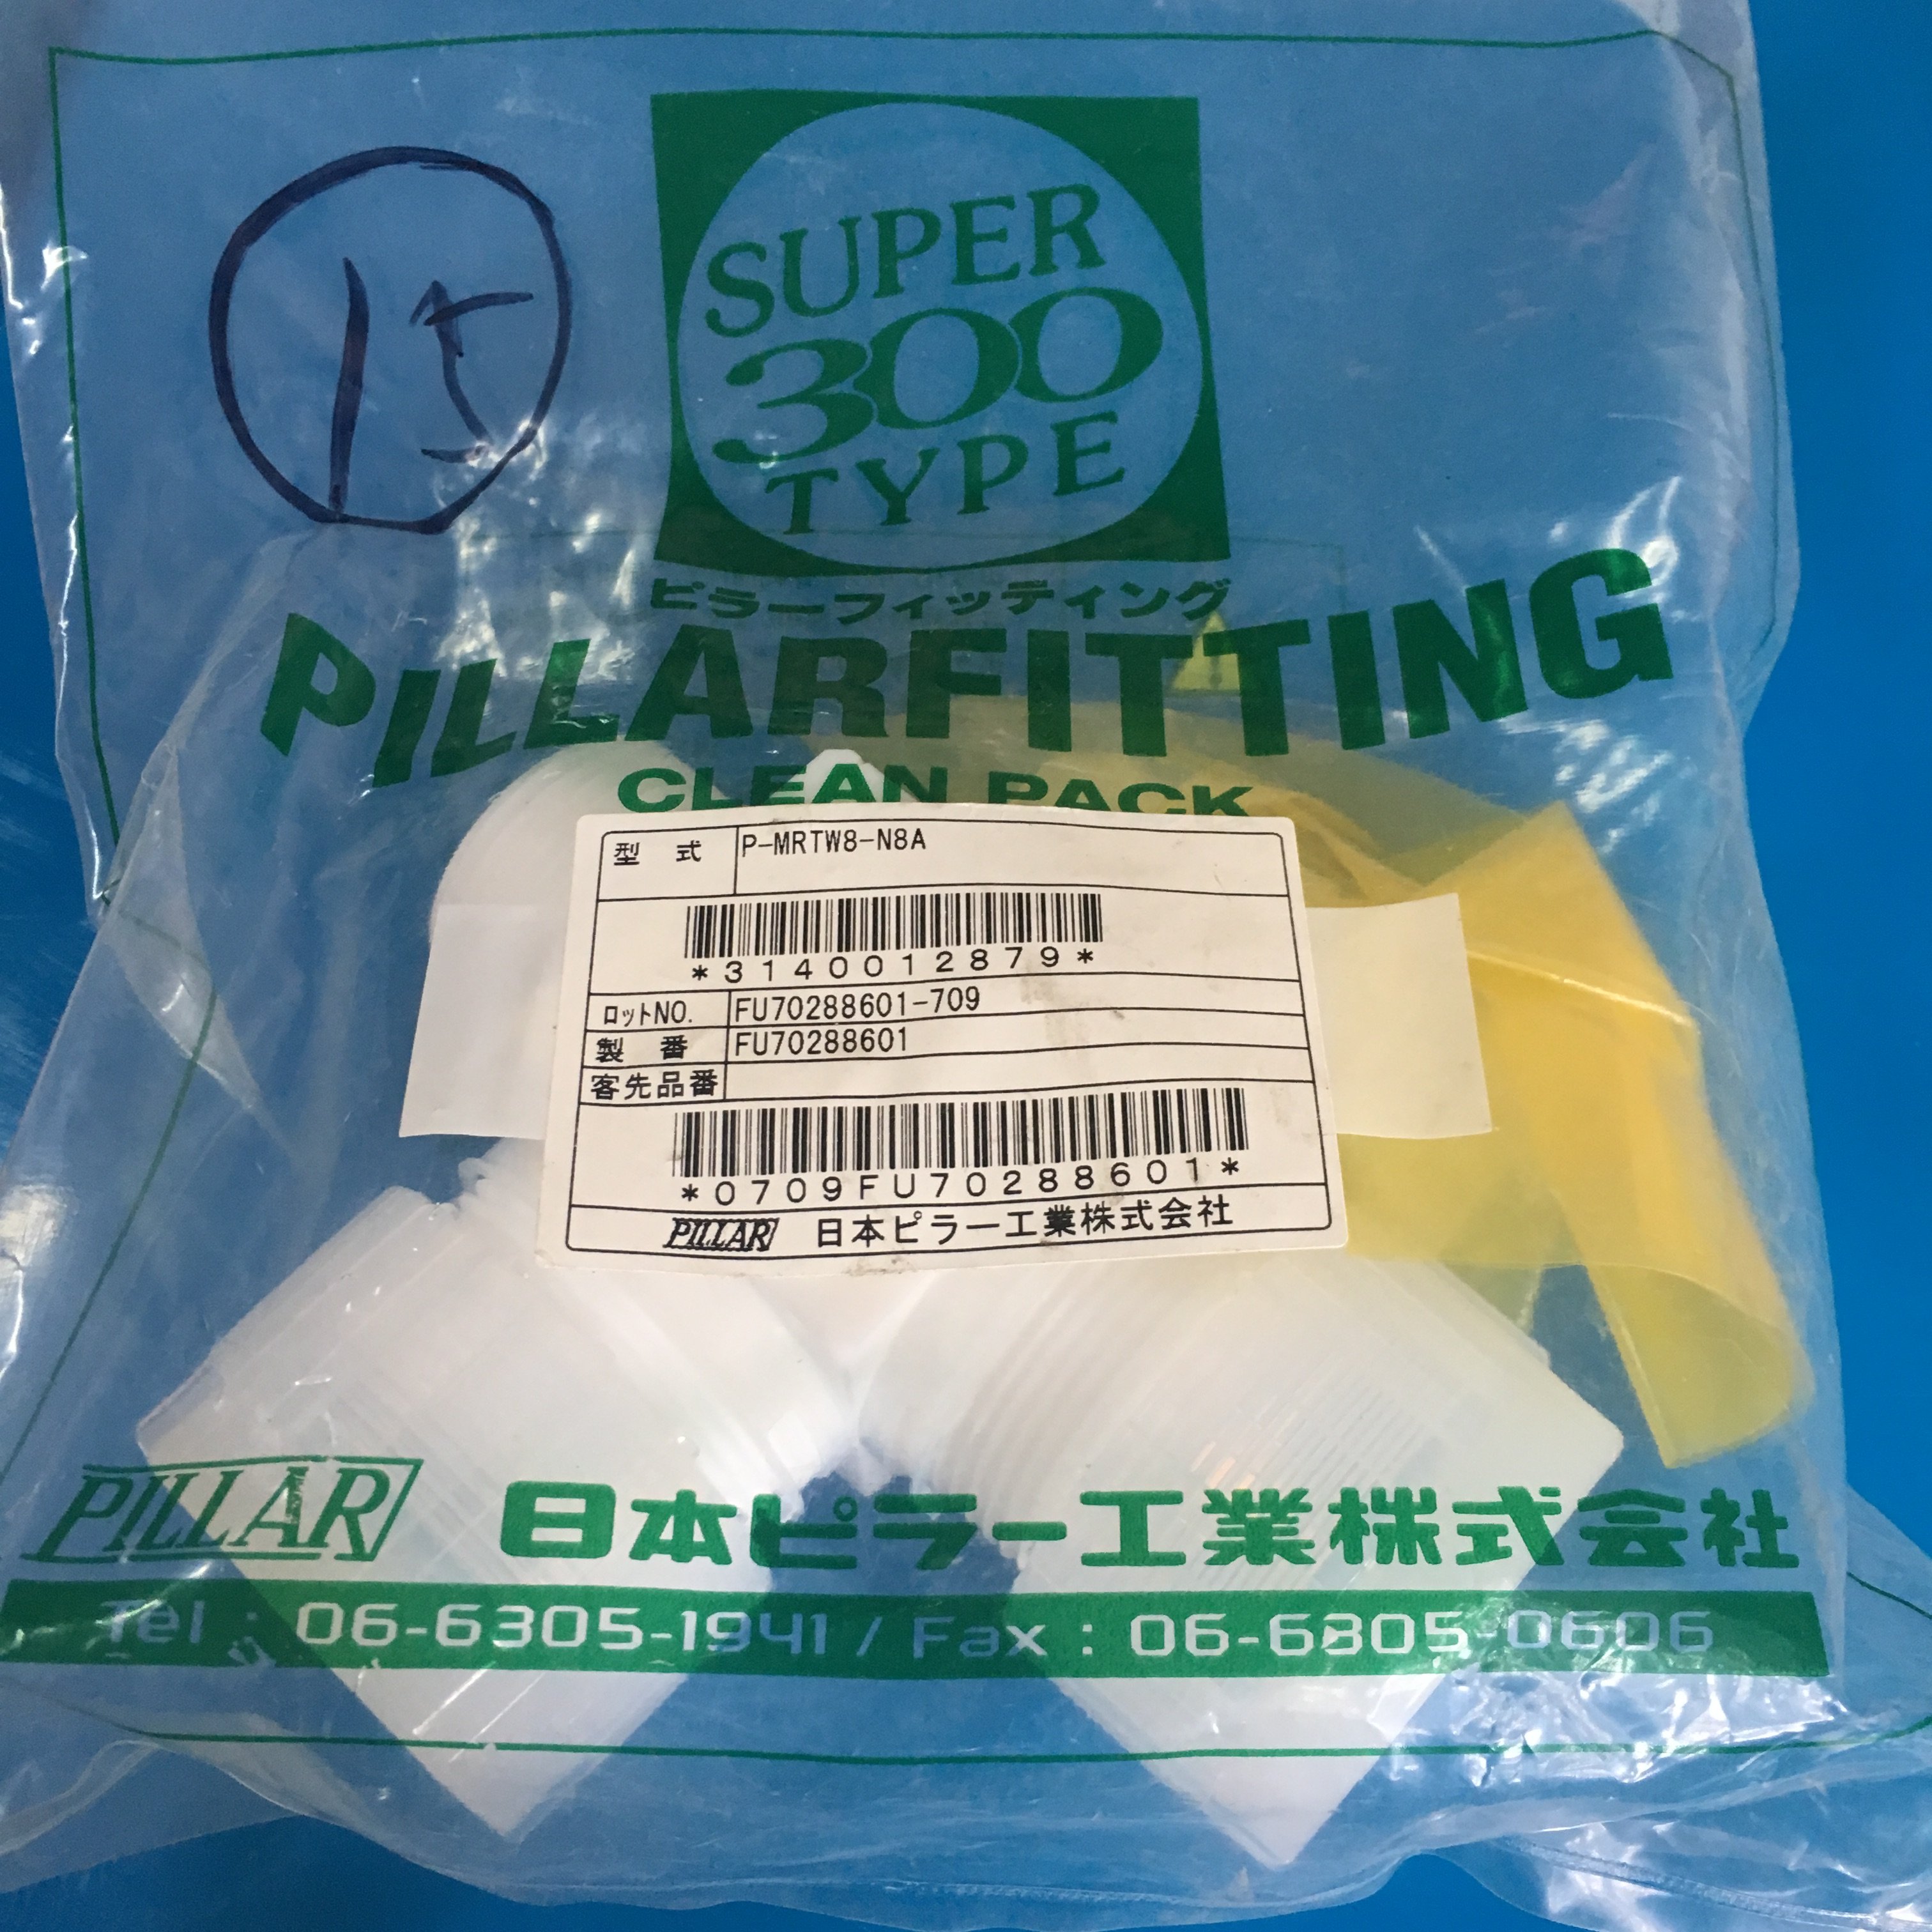 15
SUPER
300
TYPE
ピラーフィッティング
PILLARFITTING
CLEAN PACK
型 式 P-MRTW8-N8A
*3140012879*
ロットNO. FU70288601-709
製 番 FU70288601
客先品番
*0709FU70288601*
PILLAR 日本ピラー工業株式会社
PILLAR 日本ピラー工業株式会社
Tel : 06-6305-1941 / Fax : 06-6305-0606